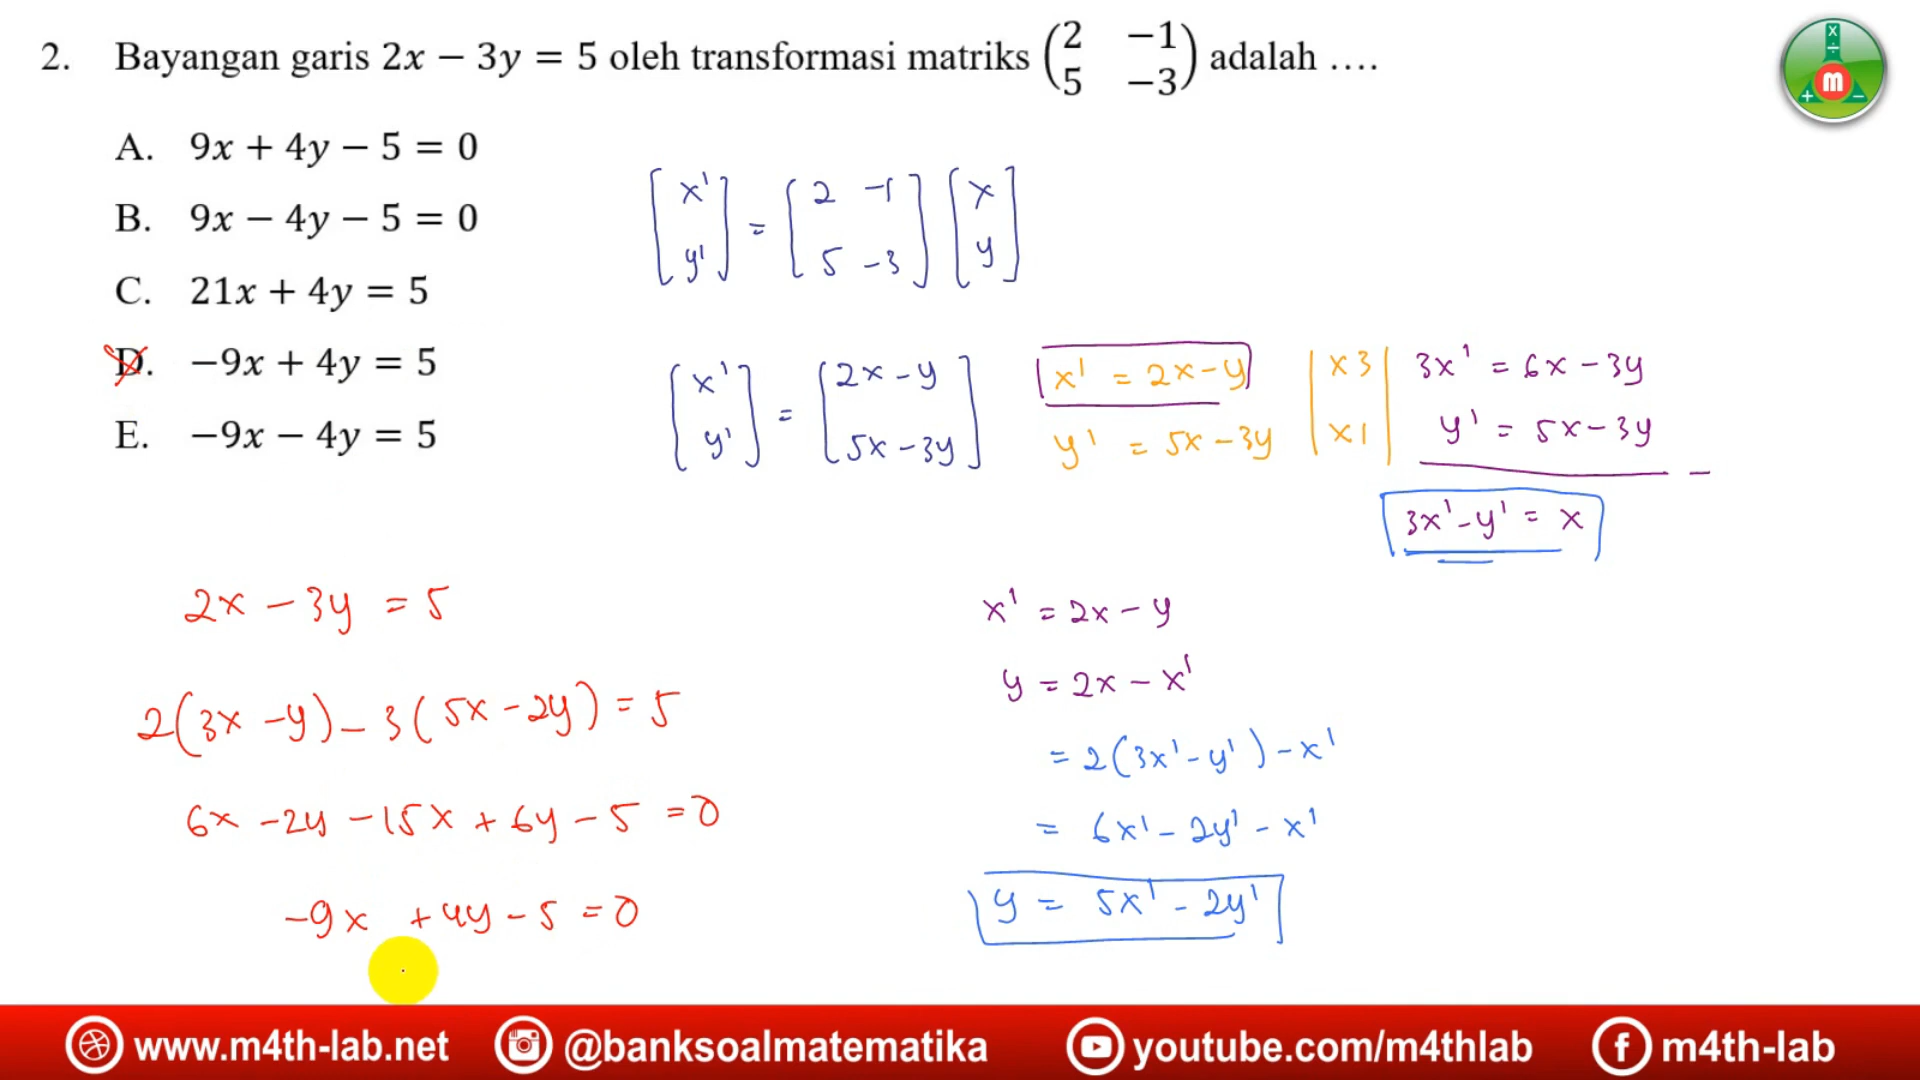 2. Bayangan garis 2x − 3y = 5 oleh transformasi matriks (2 −1 5 −3) adalah ….
A. 9x + 4y − 5 = 0
B. 9x − 4y − 5 = 0
C. 21x + 4y = 5
D. −9x + 4y = 5
E. −9x − 4y = 5
[x' y'] = [2 -1 5 -3] [x y]
[x' y'] = [2x - y 5x - 3y]
x' = 2x - y | x3 | 3x' = 6x - 3y
y' = 5x - 3y | x1 | y' = 5x - 3y
3x' - y' = x
2x - 3y = 5
2(3x - y) - 3(5x - 2y) = 5
6x - 2y - 15x + 6y - 5 = 0
-9x + 4y - 5 = 0
x' = 2x - y
y = 2x - x'
= 2(3x' - y') - x'
= 6x' - 2y' - x'
y = 5x' - 2y'
x ÷ m + −
www.m4th-lab.net @banksoalmatematika youtube.com/m4thlab m4th-lab